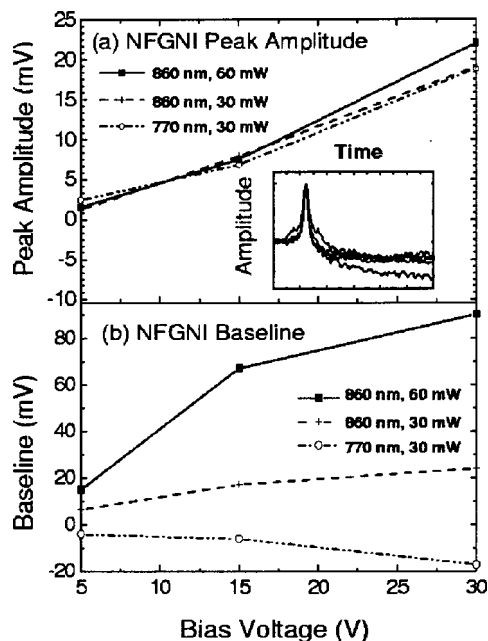 (a) NFGNI Peak Amplitude
860 nm, 60 mW
860 nm, 30 mW
770 nm, 30 mW
Peak Amplitude (mV)
25
20
15
10
5
0
-5
-10
Time
Amplitude
(b) NFGNI Baseline
860 nm, 60 mW
860 nm, 30 mW
770 nm, 30 mW
Baseline (mV)
80
60
40
20
0
-20
5
10
15
20
25
30
Bias Voltage (V)